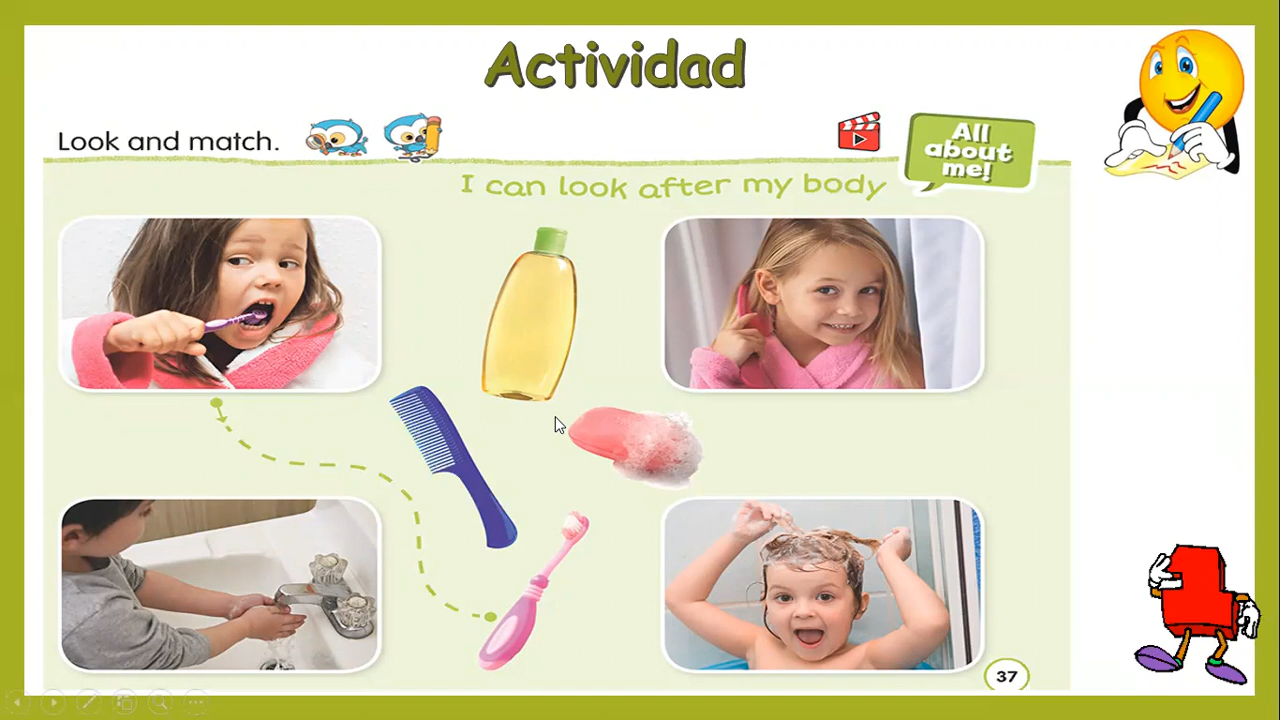 Actividad
Look and match.
All
about
me!
I can look after my body
37